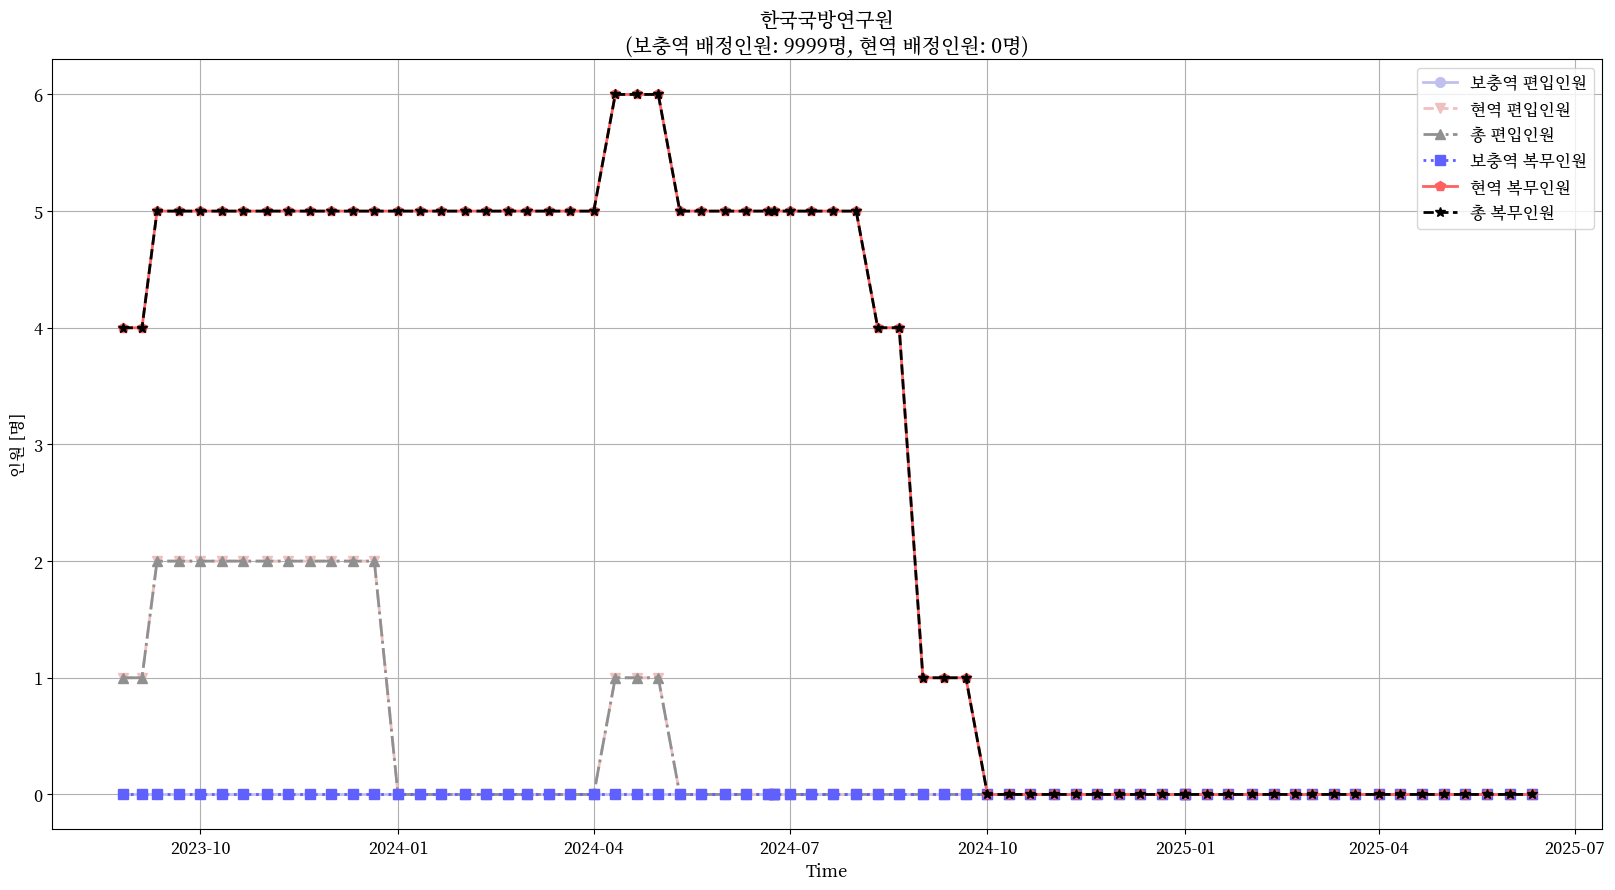 한국국방연구원
(보충역 배정인원: 9999명, 현역 배정인원: 0명)
보충역 편입인원
현역 편입인원
총 편입인원
보충역 복무인원
현역 복무인원
총 복무인원
인원 [명]
6
5
4
3
2
1
0
2023-10
2024-01
2024-04
2024-07
2024-10
2025-01
2025-04
2025-07
Time